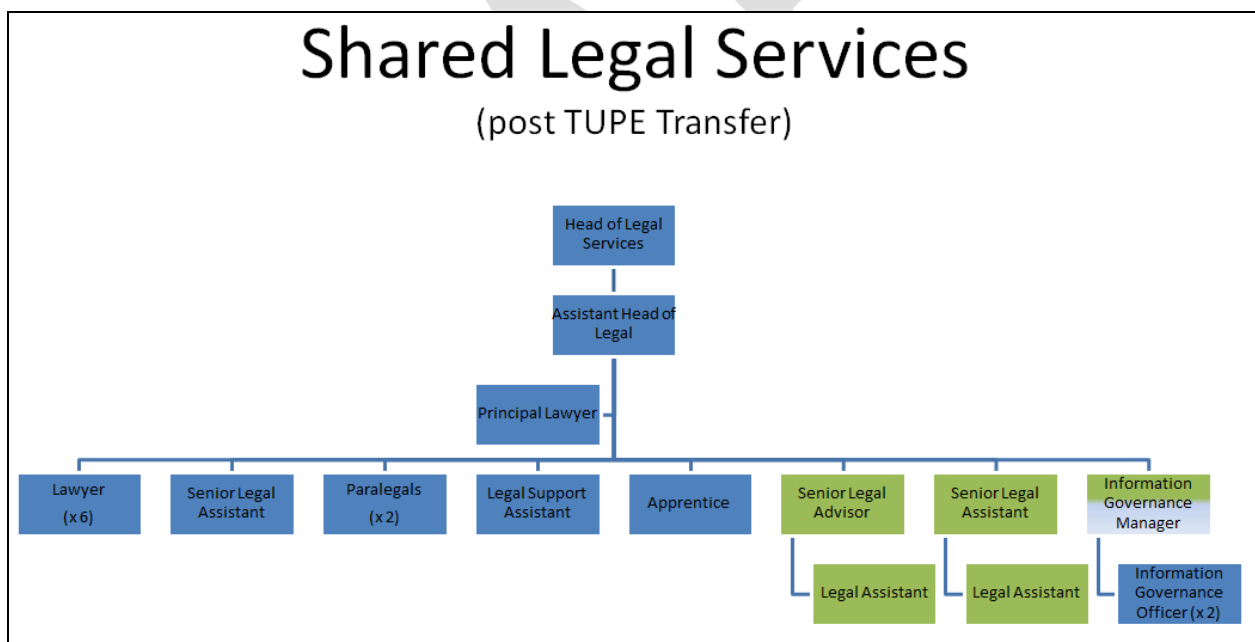 Shared Legal Services
(post TUPE Transfer)
Head of Legal
Services
Assistant Head of
Legal
Principal Lawyer
Lawyer
(x 6)
Senior Legal
Assistant
Paralegals
(x 2)
Legal Support
Assistant
Apprentice
Senior Legal
Advisor
Senior Legal
Assistant
Information
Governance
Manager
Legal Assistant
Legal Assistant
Information
Governance
Officer (x 2)